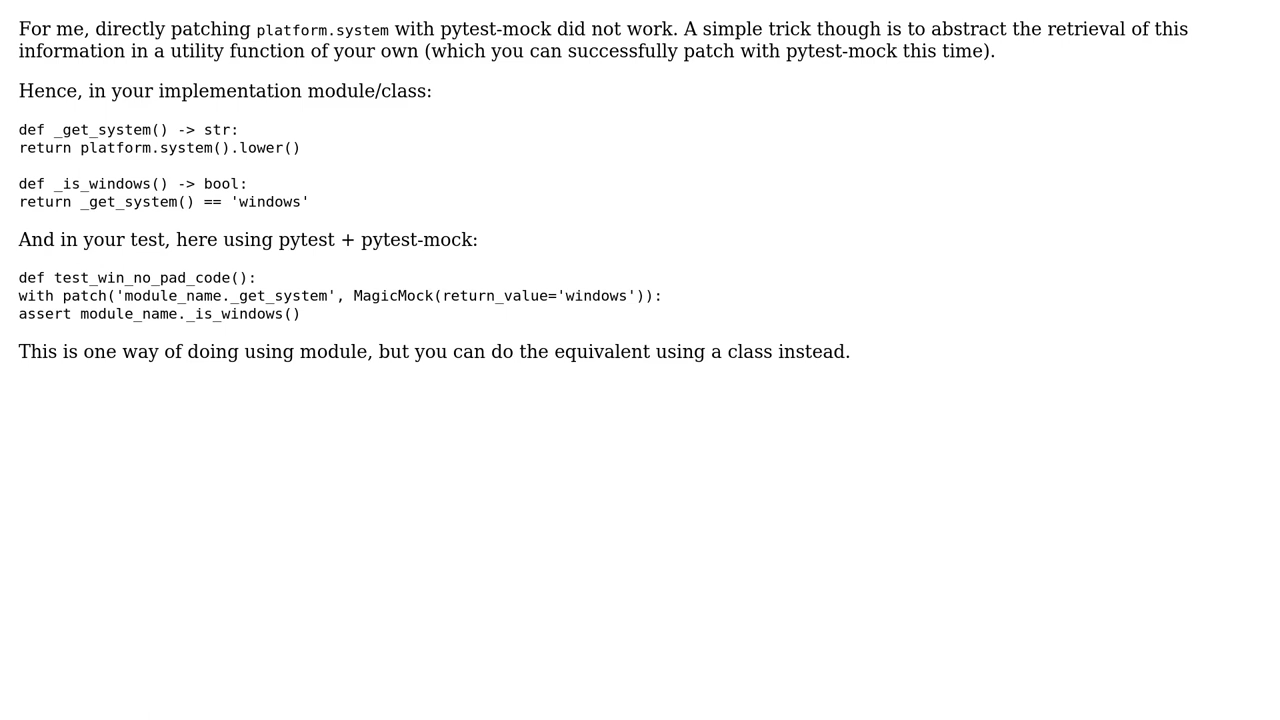 For me, directly patching platform.system with pytest-mock did not work. A simple trick though is to abstract the retrieval of this
information in a utility function of your own (which you can successfully patch with pytest-mock this time).
Hence, in your implementation module/class:
def _get_system() -> str:
return platform.system().lower()
def _is_windows() -> bool:
return _get_system() == 'windows'
And in your test, here using pytest + pytest-mock:
def test_win_no_pad_code():
with patch('module_name._get_system', MagicMock(return_value='windows')):
assert module_name._is_windows()
This is one way of doing using module, but you can do the equivalent using a class instead.